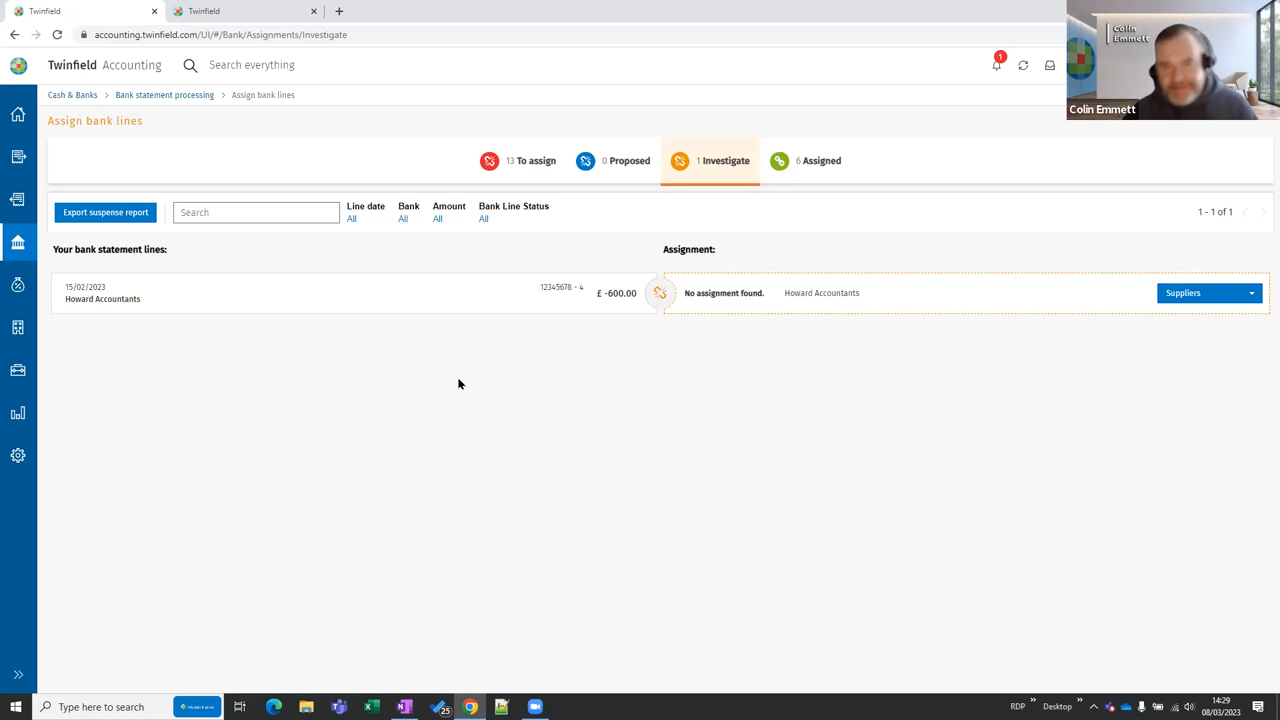 Twinfield
Twinfield
accounting.twinfield.com/UI/#/Bank/Assignments/Investigate
Twinfield Accounting
Search everything
1
Colin
Emmett
Colin Emmett
Cash & Banks > Bank statement processing > Assign bank lines
Assign bank lines
13 To assign
0 Proposed
1 Investigate
6 Assigned
Export suspense report
Search
Line date
All
Bank
All
Amount
All
Bank Line Status
All
1 - 1 of 1
Your bank statement lines:
Assignment:
15/02/2023
Howard Accountants
12345678 - 4
£ -600.00
No assignment found.
Howard Accountants
Suppliers
Type here to search
25
RDP
Desktop
14:29
08/03/2023